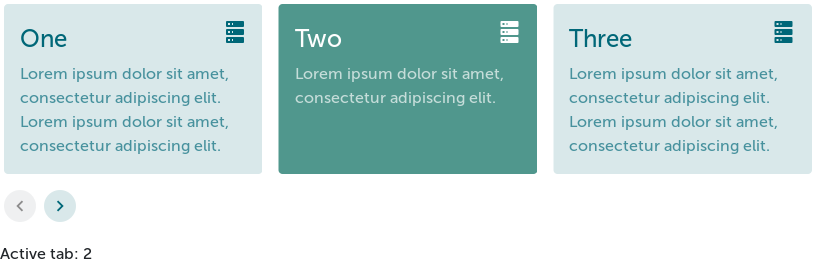 One
Lorem ipsum dolor sit amet,
consectetur adipiscing elit.
Lorem ipsum dolor sit amet,
consectetur adipiscing elit.
Two
Lorem ipsum dolor sit amet,
consectetur adipiscing elit.
Three
Lorem ipsum dolor sit amet,
consectetur adipiscing elit.
Lorem ipsum dolor sit amet,
consectetur adipiscing elit.
Active tab: 2